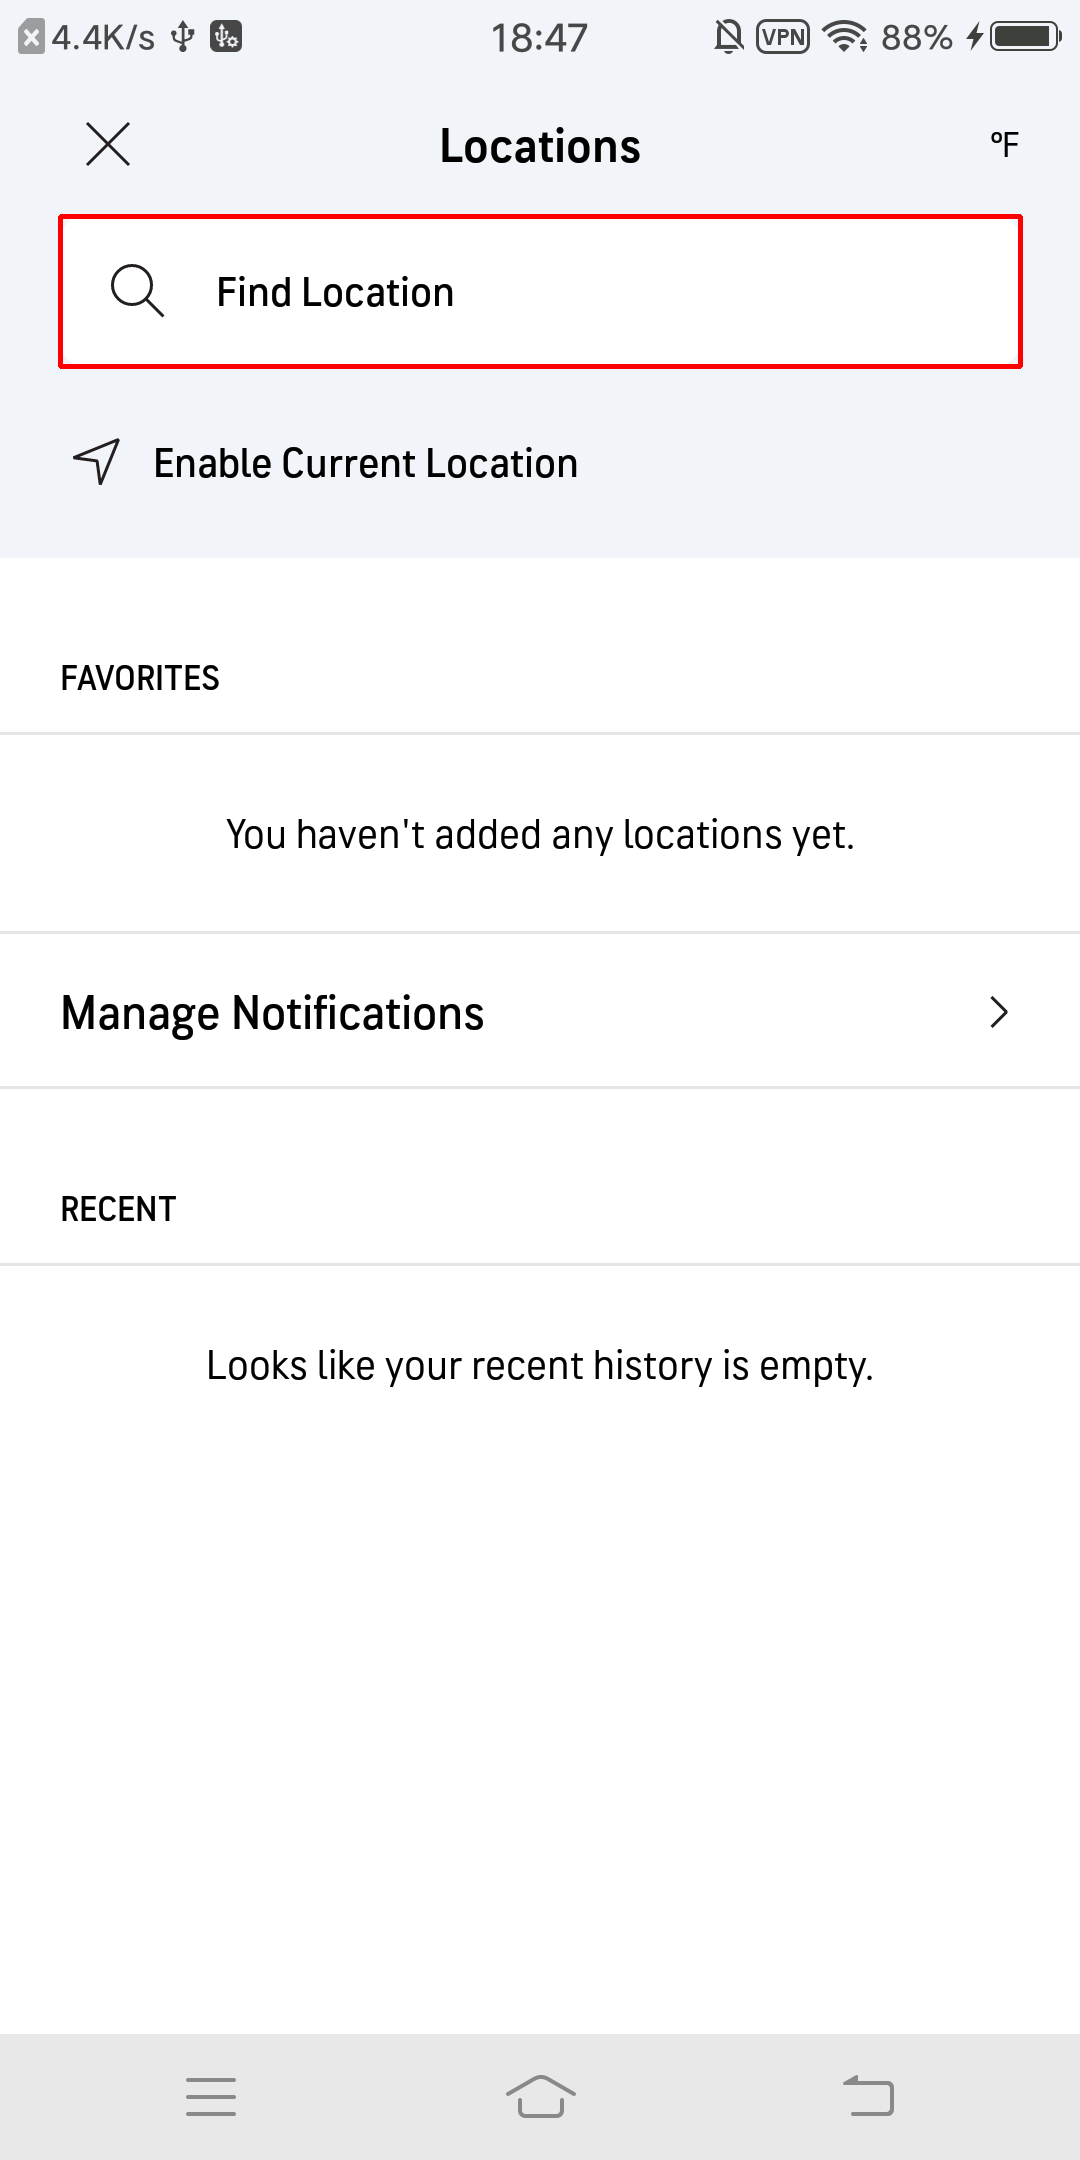 4.4K/s
18:47
VPN
88%
Locations
°F
Find Location
Enable Current Location
FAVORITES
You haven't added any locations yet.
Manage Notifications
RECENT
Looks like your recent history is empty.